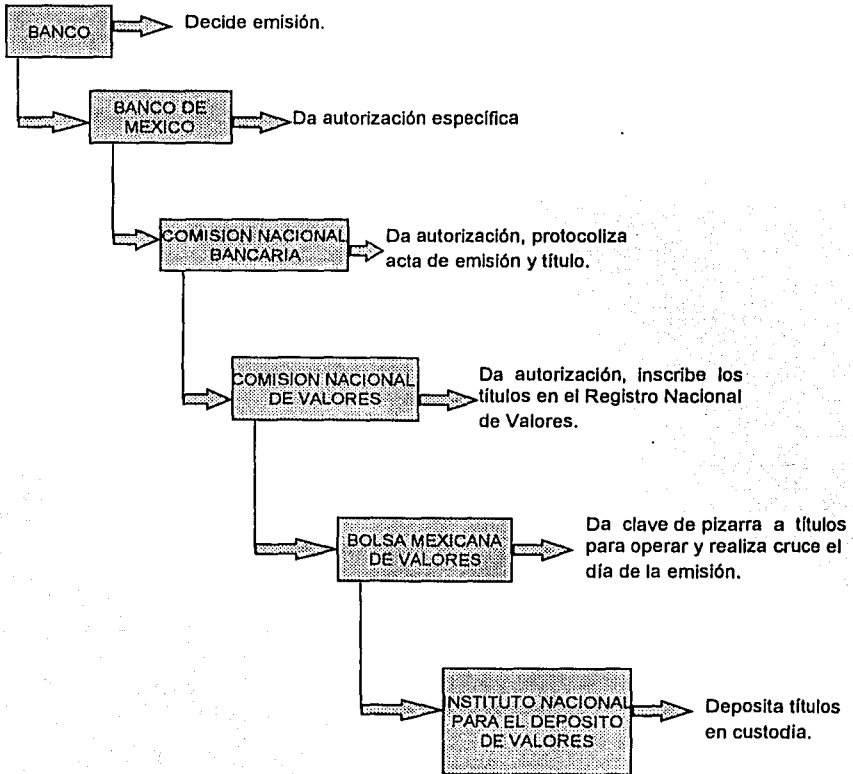 BANCO
Decide emisión.
BANCO DE
MEXICO
Da autorización específica
COMISION NACIONAL
BANCARIA
Da autorización, protocoliza
acta de emisión y título.
COMISION NACIONAL
DE VALORES
Da autorización, inscribe los
títulos en el Registro Nacional
de Valores.
BOLSA MEXICANA
DE VALORES
Da clave de pizarra a títulos
para operar y realiza cruce el
día de la emisión.
INSTITUTO NACIONAL
PARA EL DEPOSITO
DE VALORES
Deposita títulos
en custodia.